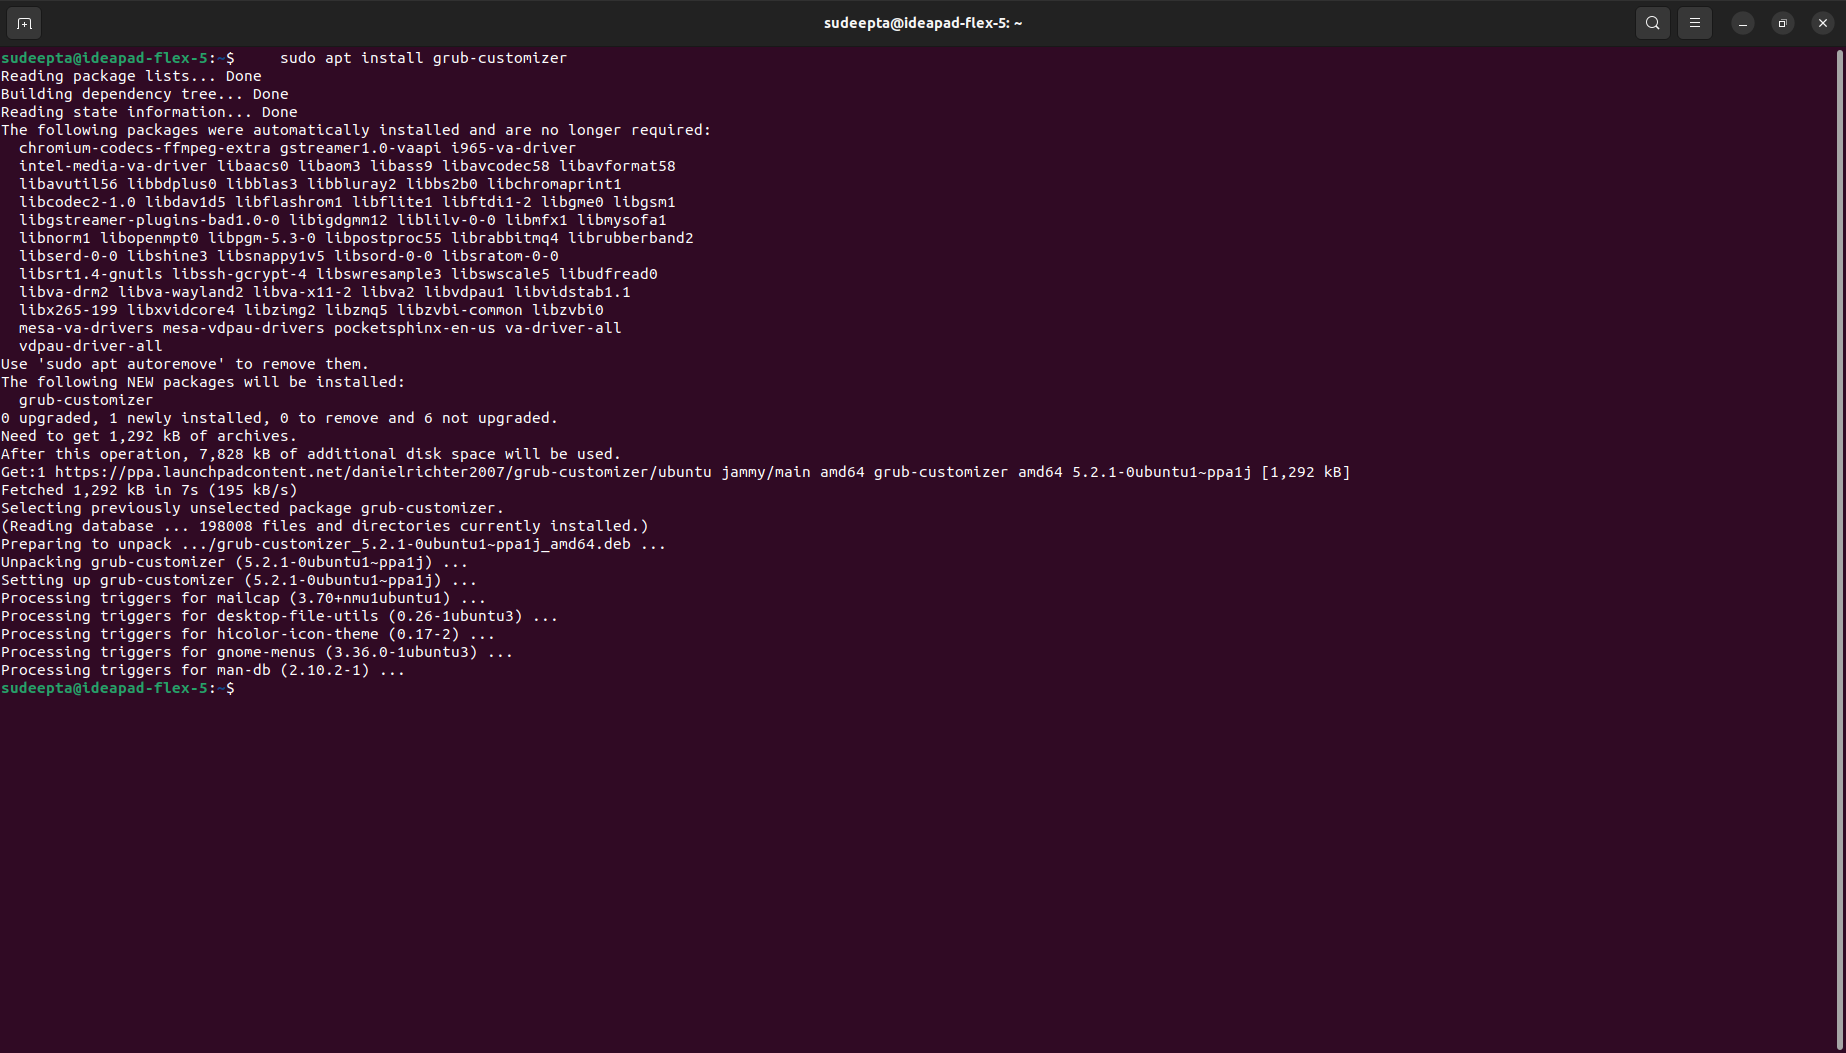 sudeepta@ideapad-flex-5: ~
sudeepta@ideapad-flex-5:~$     sudo apt install grub-customizer
Reading package lists... Done
Building dependency tree... Done
Reading state information... Done
The following packages were automatically installed and are no longer required:
  chromium-codecs-ffmpeg-extra gstreamer1.0-vaapi i965-va-driver
  intel-media-va-driver libaacs0 libaom3 libass9 libavcodec58 libavformat58
  libavutil56 libbdplus0 libblas3 libbluray2 libbs2b0 libchromaprint1
  libcodec2-1.0 libdav1d5 libflashrom1 libflite1 libftdi1-2 libgme0 libgsm1
  libgstreamer-plugins-bad1.0-0 libigdgmm12 liblilv-0-0 libmfx1 libmysofa1
  libnorm1 libopenmpt0 libpgm-5.3-0 libpostproc55 librabbitmq4 librubberband2
  libserd-0-0 libshine3 libsnappy1v5 libsord-0-0 libsratom-0-0
  libsrt1.4-gnutls libssh-gcrypt-4 libswresample3 libswscale5 libudfread0
  libva-drm2 libva-wayland2 libva-x11-2 libva2 libvdpau1 libvidstab1.1
  libx265-199 libxvidcore4 libzimg2 libzmq5 libzvbi-common libzvbi0
  mesa-va-drivers mesa-vdpau-drivers pocketsphinx-en-us va-driver-all
  vdpau-driver-all
Use 'sudo apt autoremove' to remove them.
The following NEW packages will be installed:
  grub-customizer
0 upgraded, 1 newly installed, 0 to remove and 6 not upgraded.
Need to get 1,292 kB of archives.
After this operation, 7,828 kB of additional disk space will be used.
Get:1 https://ppa.launchpadcontent.net/danielrichter2007/grub-customizer/ubuntu jammy/main amd64 grub-customizer amd64 5.2.1-0ubuntu1~ppa1j [1,292 kB]
Fetched 1,292 kB in 7s (195 kB/s)
Selecting previously unselected package grub-customizer.
(Reading database ... 198008 files and directories currently installed.)
Preparing to unpack .../grub-customizer_5.2.1-0ubuntu1~ppa1j_amd64.deb ...
Unpacking grub-customizer (5.2.1-0ubuntu1~ppa1j) ...
Setting up grub-customizer (5.2.1-0ubuntu1~ppa1j) ...
Processing triggers for mailcap (3.70+nmu1ubuntu1) ...
Processing triggers for desktop-file-utils (0.26-1ubuntu3) ...
Processing triggers for hicolor-icon-theme (0.17-2) ...
Processing triggers for gnome-menus (3.36.0-1ubuntu3) ...
Processing triggers for man-db (2.10.2-1) ...
sudeepta@ideapad-flex-5:~$